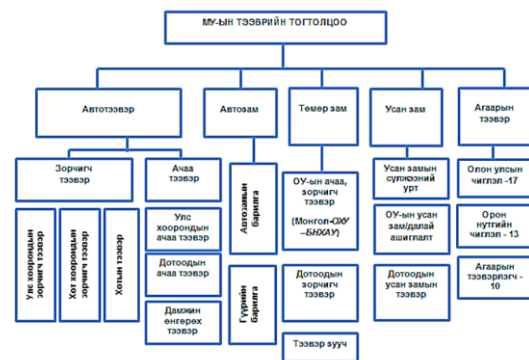 МУ-ЫН ТЭЭВРИЙН ТОГТОЛЦОО
Автотээвэр
Автозам
Төмөр зам
Усан зам
Агаарын
тээвэр
Зорчигч
тээвэр
Ачаа
тээвэр
Улс хоорондын
зорчигч тээвэр
Хот хоорондын
зорчигч тээвэр
Хотын тээвэр
Улс
хоорондын
ачаа тээвэр
Дотоодын
ачаа тээвэр
Дамжин
өнгөрөх
тээвэр
Автозамын
барилга
Гүүрийн
барилга
ОУ-ын ачаа,
зорчигч
тээвэр
(Монгол-ОХУ
–БНХАУ)
Дотоодын
зорчигч
тээвэр
Тээвэр зууч
Усан замын
сүлжээний
урт
ОУ-ын усан
зам/далай
ашиглалт
Дотоодын
усан замын
тээвэр
Олон улсын
чиглэл -17
Орон
нутгийн
чиглэл - 13
Агаарын
тээвэрлэгч -
10